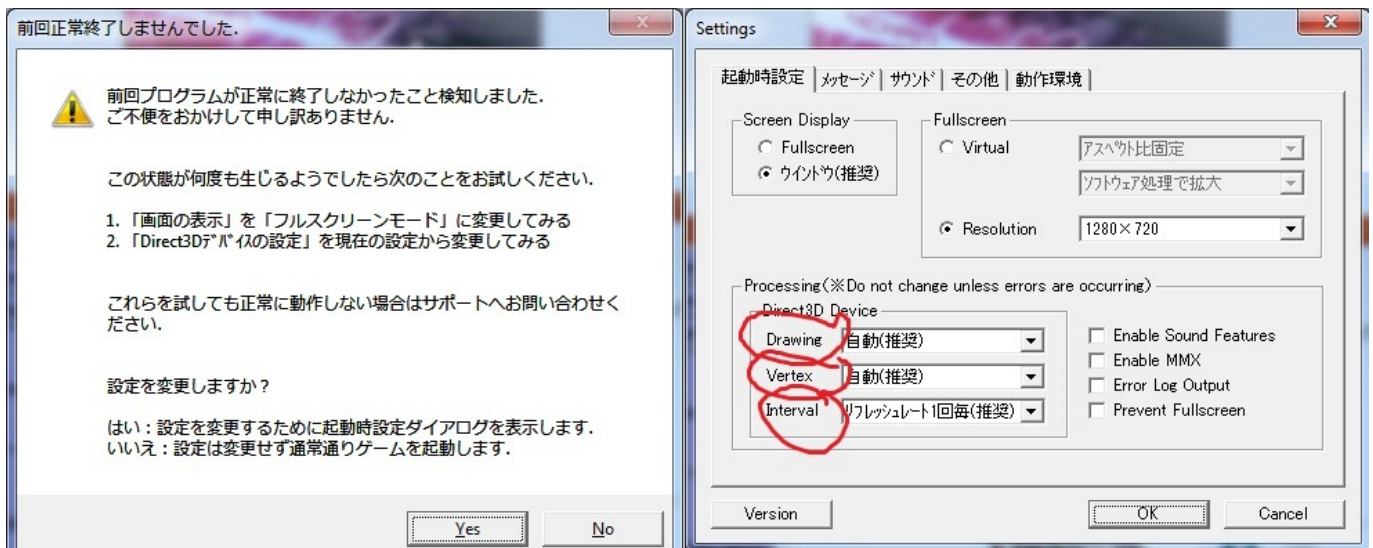 前回正常終了しませんでした.
前回プログラムが正常に終了しなかったこと検知しました.
ご不便をおかけして申し訳ありません.
この状態が何度も生じるようでしたら次のことをお試しください.
1. 「画面の表示」を「フルスクリーンモード」に変更してみる
2. 「Direct3Dデバイスの設定」を現在の設定から変更してみる
これらを試しても正常に動作しない場合はサポートへお問い合わせく
ださい.
設定を変更しますか？
はい：設定を変更するために起動時設定ダイアログを表示します.
いいえ：設定は変更せず通常通りゲームを起動します.
Yes No
Settings
起動時設定 メッセージ サウンド その他 動作環境
Screen Display
Fullscreen
ウインドウ(推奨)
Fullscreen
Virtual アスペクト比固定
ソフトウェア処理で拡大
Resolution 1280×720
Processing(※Do not change unless errors are occurring)
Direct3D Device
Drawing 自動(推奨)
Vertex 自動(推奨)
Interval リフレッシュレート1回毎(推奨)
Enable Sound Features
Enable MMX
Error Log Output
Prevent Fullscreen
Version OK Cancel